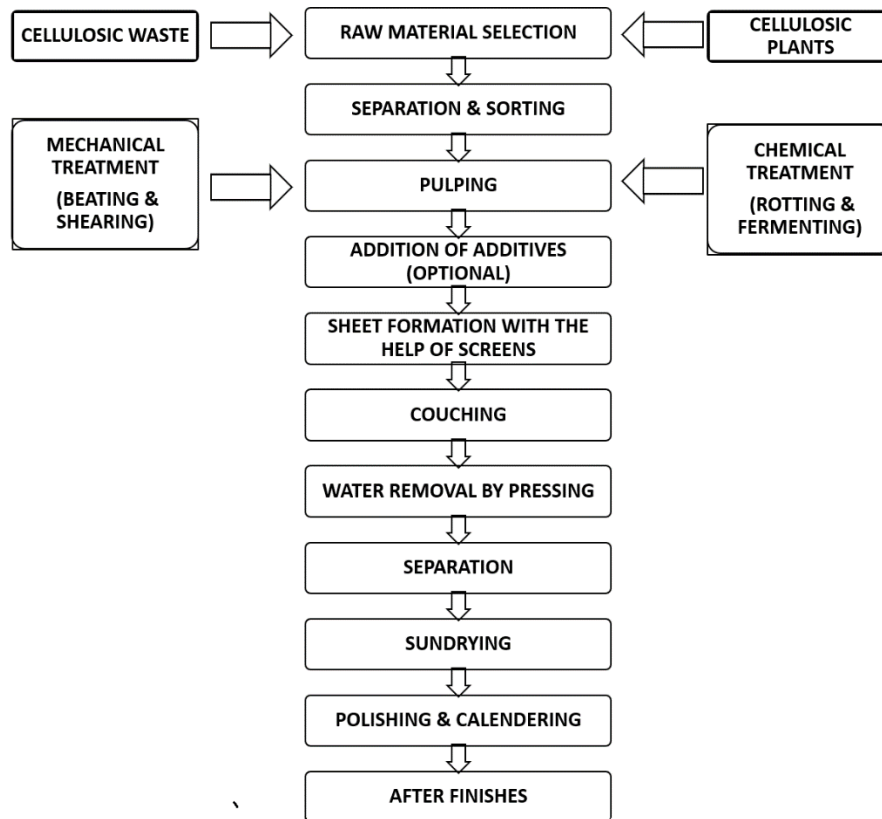 CELLULOSIC WASTE
RAW MATERIAL SELECTION
CELLULOSIC
PLANTS
SEPARATION & SORTING
MECHANICAL
TREATMENT
(BEATING &
SHEARING)
PULPING
CHEMICAL
TREATMENT
(ROTTING &
FERMENTING)
ADDITION OF ADDITIVES
(OPTIONAL)
SHEET FORMATION WITH THE
HELP OF SCREENS
COUCHING
WATER REMOVAL BY PRESSING
SEPARATION
SUNDRYING
POLISHING & CALENDERING
AFTER FINISHES